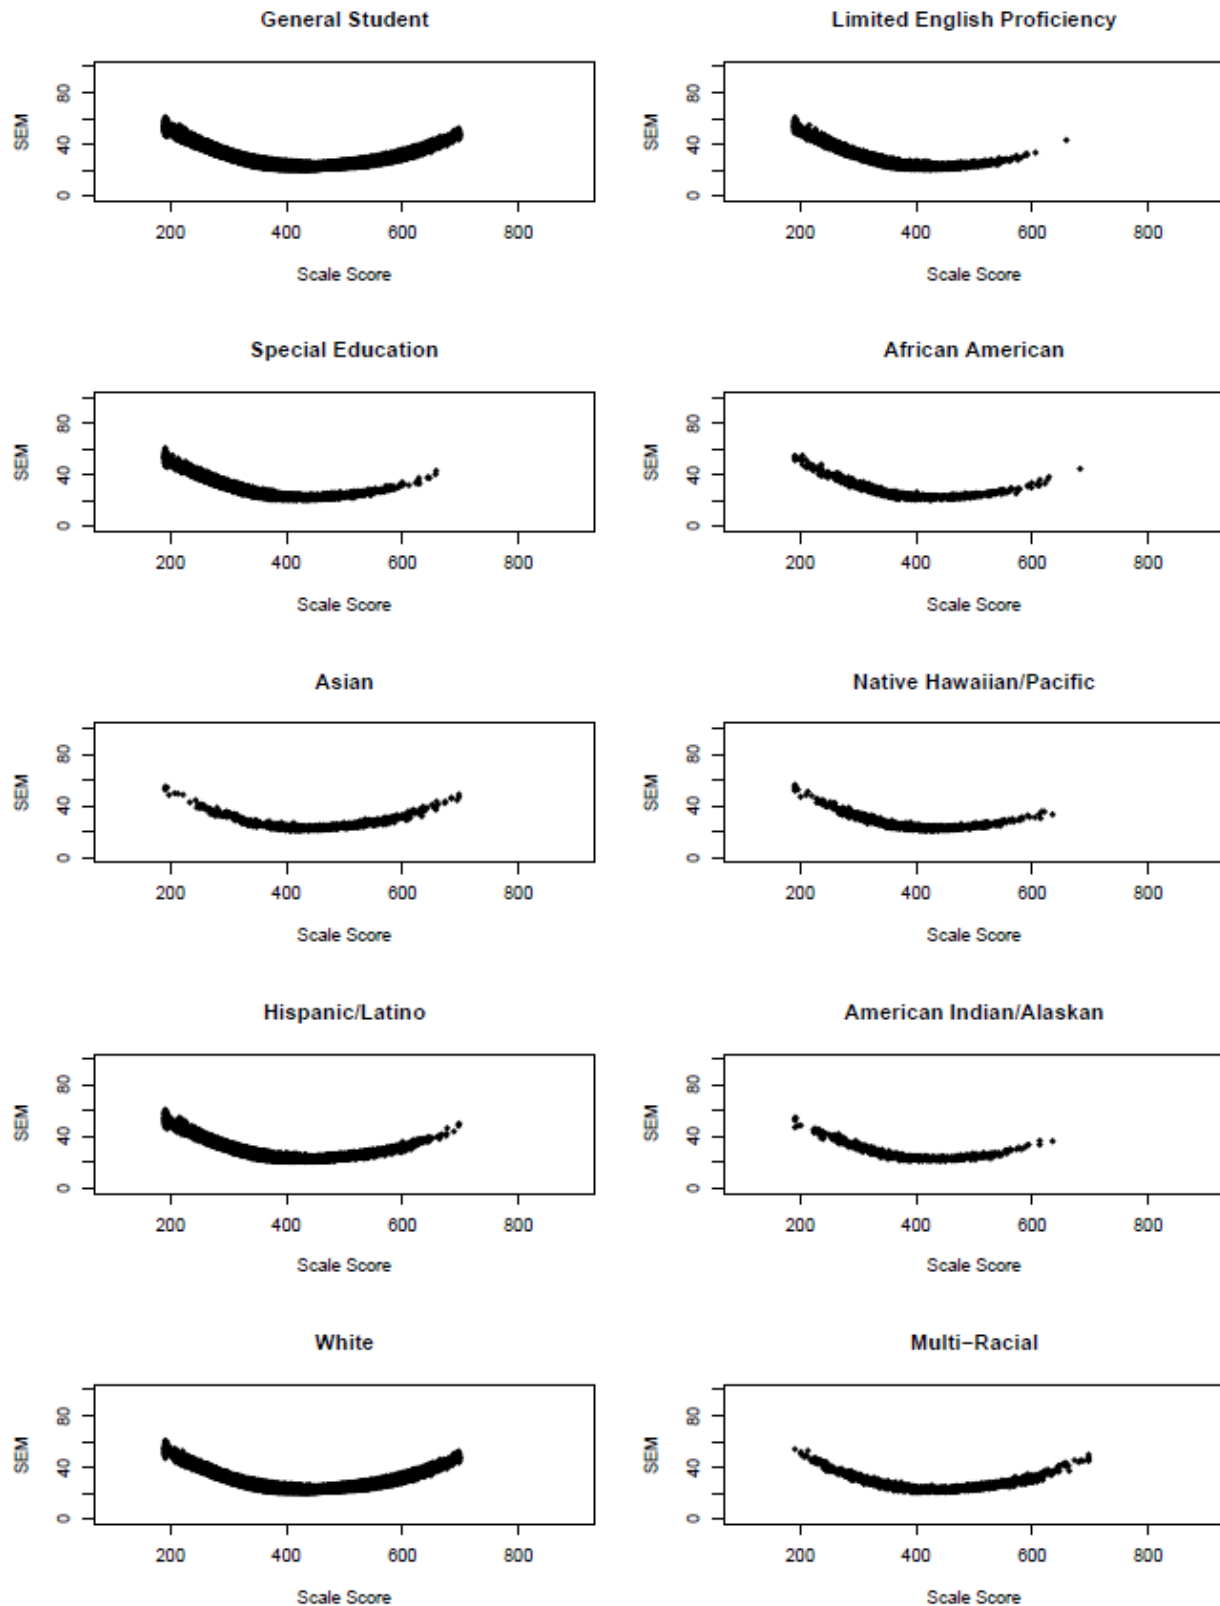 General Student
Limited English Proficiency
SEM
80
40
0
200 400 600 800
Scale Score
SEM
80
40
0
200 400 600 800
Scale Score
Special Education
African American
SEM
80
40
0
200 400 600 800
Scale Score
SEM
80
40
0
200 400 600 800
Scale Score
Asian
Native Hawaiian/Pacific
SEM
80
40
0
200 400 600 800
Scale Score
SEM
80
40
0
200 400 600 800
Scale Score
Hispanic/Latino
American Indian/Alaskan
SEM
80
40
0
200 400 600 800
Scale Score
SEM
80
40
0
200 400 600 800
Scale Score
White
Multi−Racial
SEM
80
40
0
200 400 600 800
Scale Score
SEM
80
40
0
200 400 600 800
Scale Score